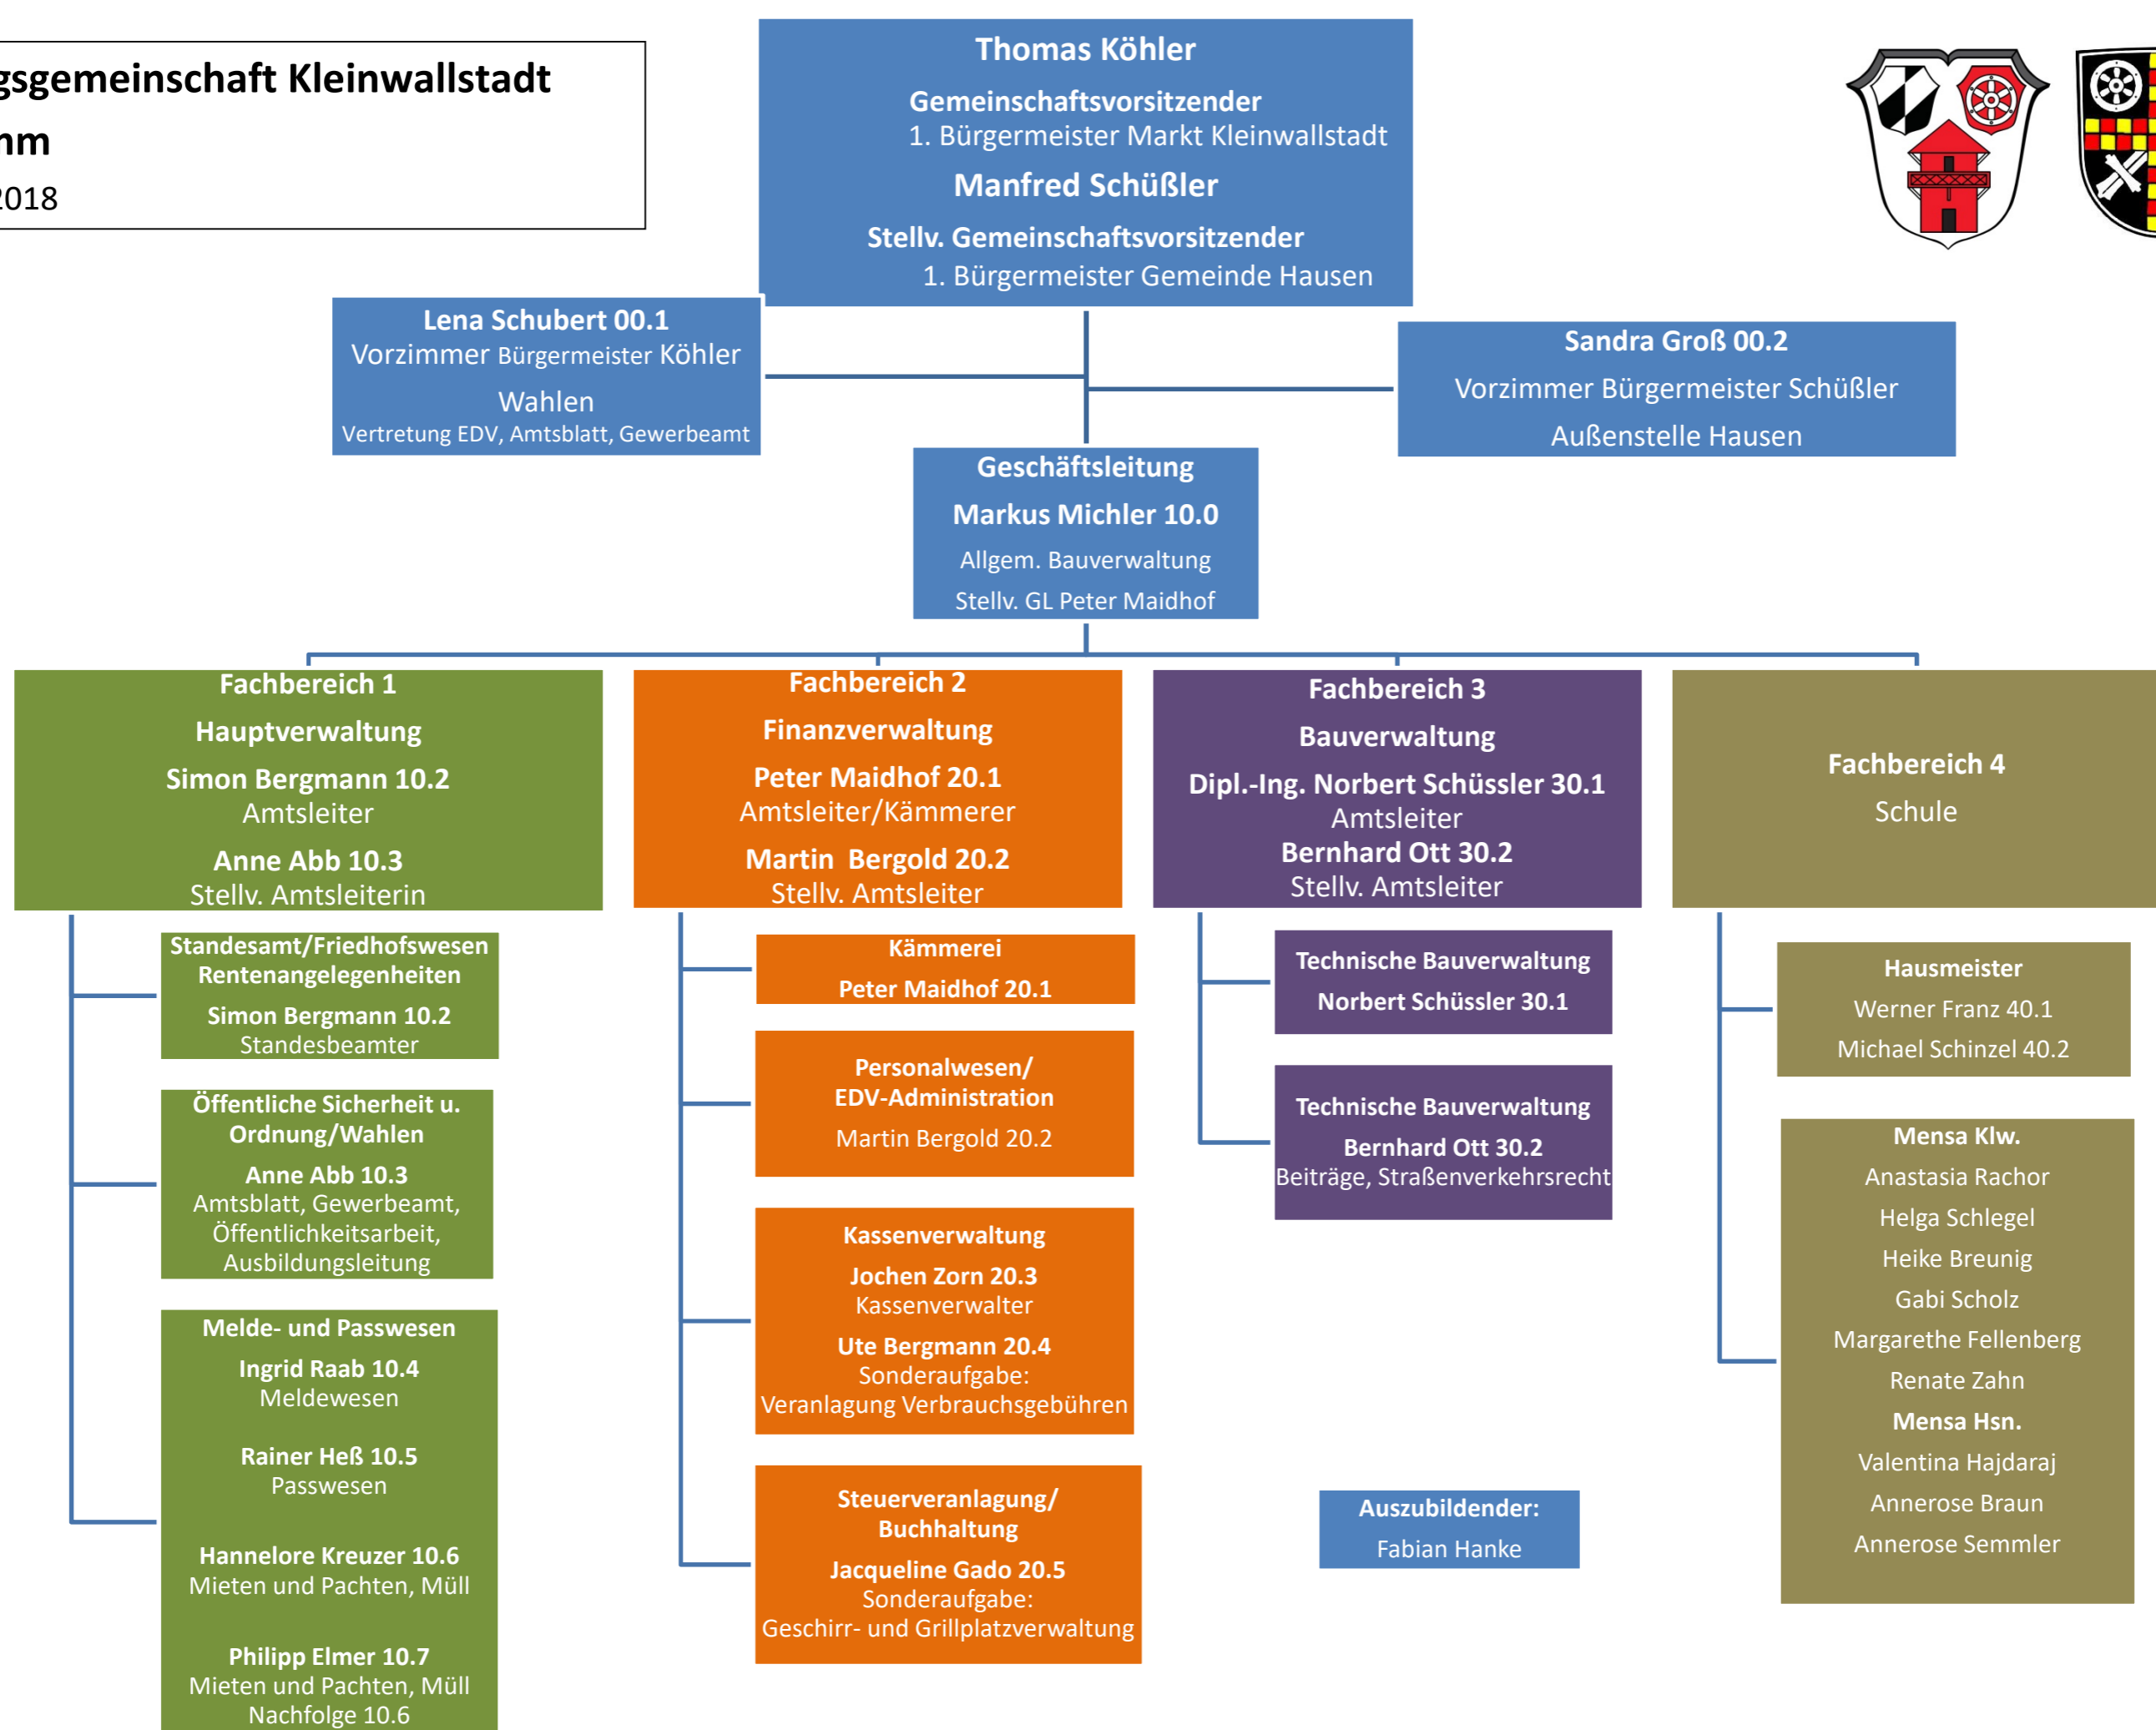 gsgemeinschaft Kleinwallstadt
mm
2018
Thomas Köhler
Gemeinschaftsvorsitzender
1. Bürgermeister Markt Kleinwallstadt
Manfred Schüßler
Stellv. Gemeinschaftsvorsitzender
1. Bürgermeister Gemeinde Hausen
Lena Schubert 00.1
Vorzimmer Bürgermeister Köhler
Wahlen
Vertretung EDV, Amtsblatt, Gewerbeamt
Sandra Groß 00.2
Vorzimmer Bürgermeister Schüßler
Außenstelle Hausen
Geschäftsleitung
Markus Michler 10.0
Allgem. Bauverwaltung
Stellv. GL Peter Maidhof
Fachbereich 1
Hauptverwaltung
Simon Bergmann 10.2
Amtsleiter
Anne Abb 10.3
Stellv. Amtsleiterin
Standesamt/Friedhofswesen
Rentenangelegenheiten
Simon Bergmann 10.2
Standesbeamter
Öffentliche Sicherheit u.
Ordnung/Wahlen
Anne Abb 10.3
Amtsblatt, Gewerbeamt,
Öffentlichkeitsarbeit,
Ausbildungsleitung
Melde- und Passwesen
Ingrid Raab 10.4
Meldewesen
Rainer Heß 10.5
Passwesen
Hannelore Kreuzer 10.6
Mieten und Pachten, Müll
Philipp Elmer 10.7
Mieten und Pachten, Müll
Nachfolge 10.6
Fachbereich 2
Finanzverwaltung
Peter Maidhof 20.1
Amtsleiter/Kämmerer
Martin Bergold 20.2
Stellv. Amtsleiter
Kämmerei
Peter Maidhof 20.1
Personalwesen/
EDV-Administration
Martin Bergold 20.2
Kassenverwaltung
Jochen Zorn 20.3
Kassenverwalter
Ute Bergmann 20.4
Sonderaufgabe:
Veranlagung Verbrauchsgebühren
Steuerveranlagung/
Buchhaltung
Jacqueline Gado 20.5
Sonderaufgabe:
Geschirr- und Grillplatzverwaltung
Fachbereich 3
Bauverwaltung
Dipl.-Ing. Norbert Schüssler 30.1
Amtsleiter
Bernhard Ott 30.2
Stellv. Amtsleiter
Technische Bauverwaltung
Norbert Schüssler 30.1
Technische Bauverwaltung
Bernhard Ott 30.2
Beiträge, Straßenverkehrsrecht
Auszubildender:
Fabian Hanke
Fachbereich 4
Schule
Hausmeister
Werner Franz 40.1
Michael Schinzel 40.2
Mensa Klw.
Anastasia Rachor
Helga Schlegel
Heike Breunig
Gabi Scholz
Margarethe Fellenberg
Renate Zahn
Mensa Hsn.
Valentina Hajdaraj
Annerose Braun
Annerose Semmler